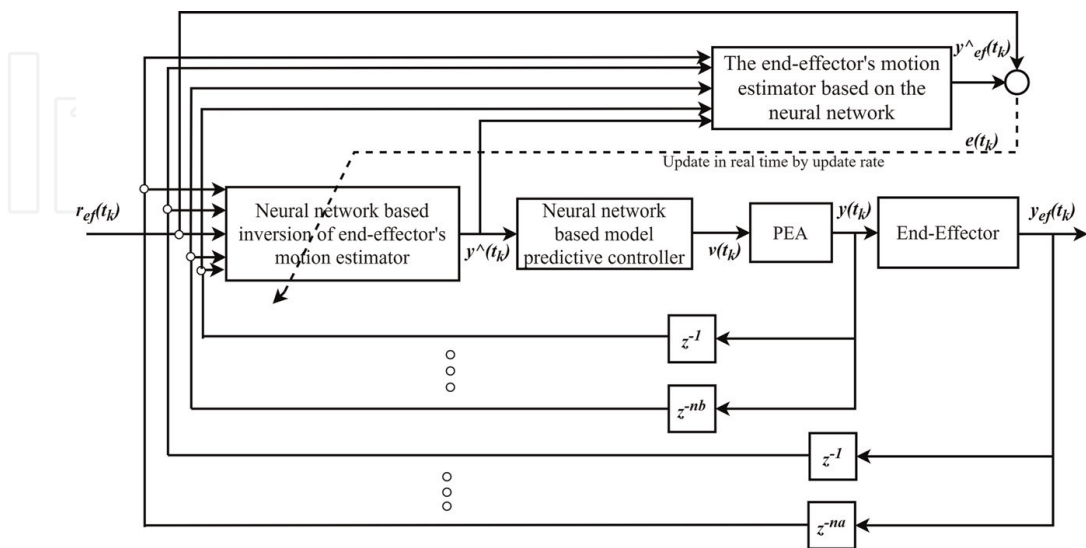 The end-effector's motion
estimator based on the
neural network
y^ef(tk)
e(tk)
Update in real time by update rate
ref(tk)
Neural network based
inversion of end-effector's
motion estimator
y^(tk)
Neural network
based model
predictive controller
v(tk)
PEA
y(tk)
End-Effector
yef(tk)
z-1
z-nb
z-1
z-na